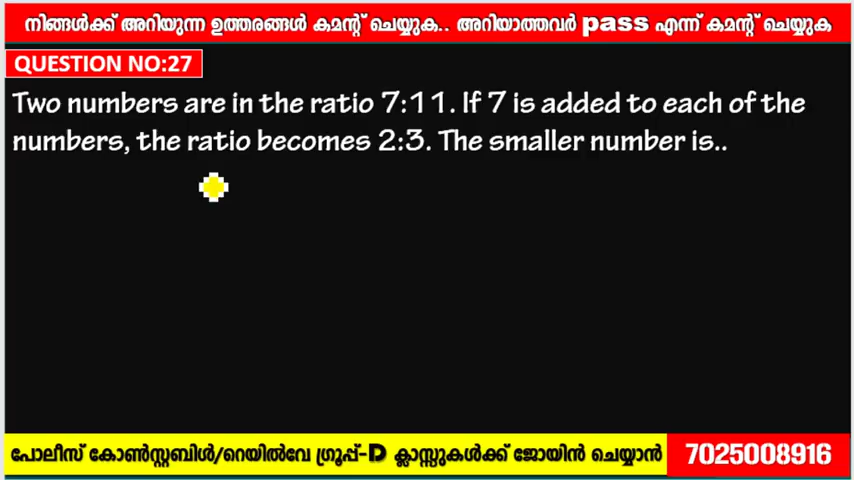 നിങ്ങൾക്ക് അറിയുന്ന ഉത്തരങ്ങൾ കമന്റ് ചെയ്യുക.. അറിയാത്തവർ pass എന്ന് കമന്റ് ചെയ്യുക
QUESTION NO:27
Two numbers are in the ratio 7:11. If 7 is added to each of the
numbers, the ratio becomes 2:3. The smaller number is..
പോലീസ് കോൺസ്റ്റബിൾ/റെയിൽവേ ഗ്രൂപ്പ്-D ക്ലാസ്സുകൾക്ക് ജോയിൻ ചെയ്യാൻ 7025008916